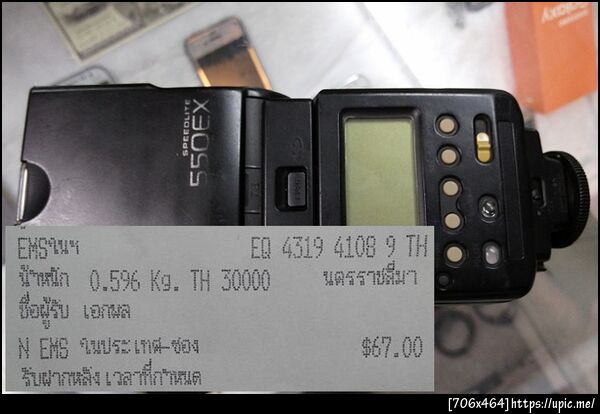 Galaxy
SPEEDLITE
550EX
EMSในฯ EQ 4319 4108 9 TH
น้ำหนัก 0.596 Kg. TH 30000 นครราชสีมา
ชื่อผู้รับ เอกผล
N EMS ในประเทศ-ซอง $67.00
รับฝากหลังเวลาที่กำหนด
[706x464]https://upic.me/